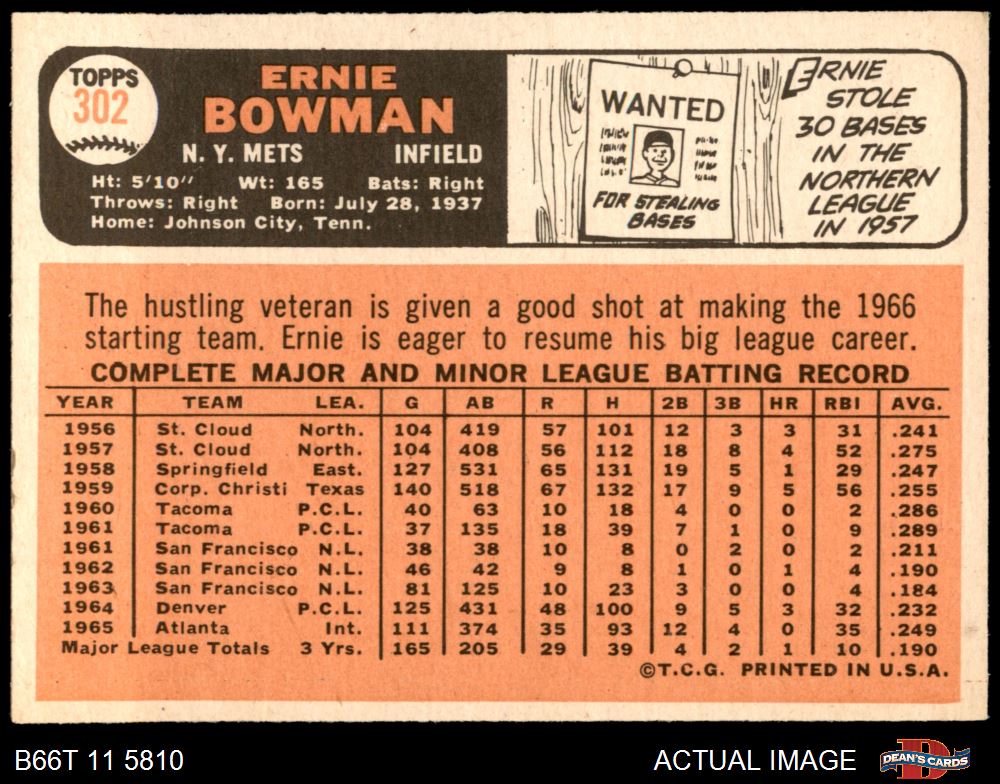 TOPPS
302
ERNIE
BOWMAN
N. Y. METS INFIELD
Ht: 5'10" Wt: 165 Bats: Right
Throws: Right Born: July 28, 1937
Home: Johnson City, Tenn.
WANTED
FOR STEALING
BASES
ERNIE
STOLE
30 BASES
IN THE
NORTHERN
LEAGUE
IN 1957
The hustling veteran is given a good shot at making the 1966
starting team. Ernie is eager to resume his big league career.
COMPLETE MAJOR AND MINOR LEAGUE BATTING RECORD
YEAR TEAM LEA. G AB R H 2B 3B HR RBI AVG.
1956 St. Cloud North. 104 419 57 101 12 3 3 31 .241
1957 St. Cloud North. 104 408 56 112 18 8 4 52 .275
1958 Springfield East. 127 531 65 131 19 5 1 29 .247
1959 Corp. Christi Texas 140 518 67 132 17 9 5 56 .255
1960 Tacoma P.C.L. 40 63 10 18 4 0 0 2 .286
1961 Tacoma P.C.L. 37 135 18 39 7 1 0 9 .289
1961 San Francisco N.L. 38 38 10 8 0 2 0 2 .211
1962 San Francisco N.L. 46 42 9 8 1 0 1 4 .190
1963 San Francisco N.L. 81 125 10 23 3 0 0 4 .184
1964 Denver P.C.L. 125 431 48 100 9 5 3 32 .232
1965 Atlanta Int. 111 374 35 93 12 4 0 35 .249
Major League Totals 3 Yrs. 165 205 29 39 4 2 1 10 .190
©T.C.G. PRINTED IN U.S.A.
B66T 11 5810 ACTUAL IMAGE
DEAN'S CARDS